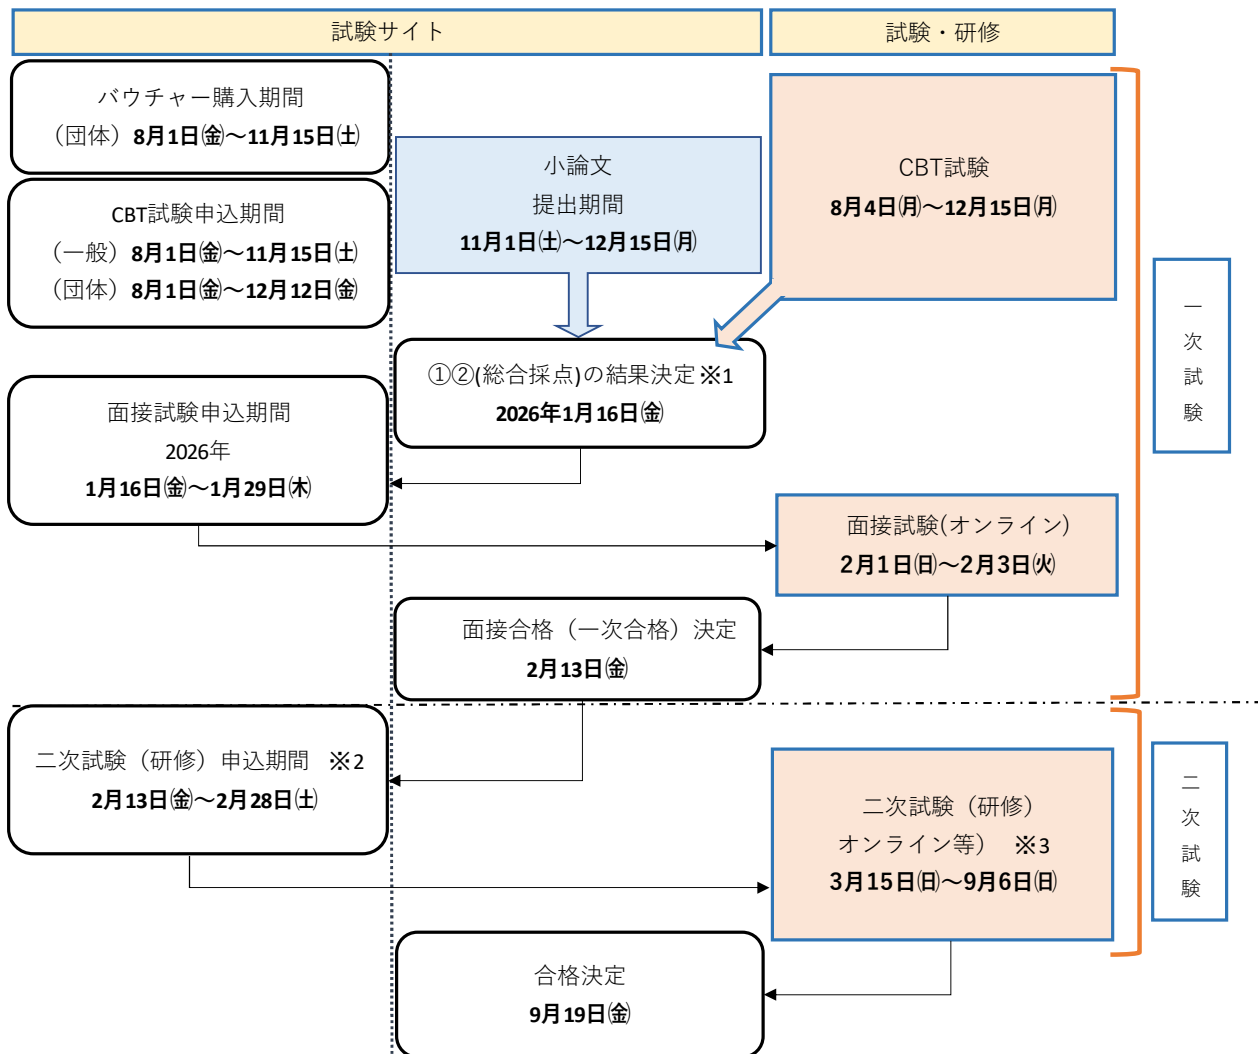 試験サイト
試験・研修
バウチャー購入期間
（団体）8月1日㈮～11月15日㈯
CBT試験申込期間
（一般）8月1日㈮～11月15日㈯
（団体）8月1日㈮～12月12日㈮
小論文
提出期間
11月1日㈯～12月15日㈪
CBT試験
8月4日㈪～12月15日㈪
一次試験
①②(総合採点)の結果決定※1
2026年1月16日㈮
面接試験申込期間
2026年
1月16日㈮～1月29日㈭
面接試験(オンライン)
2月1日㈰～2月3日㈫
面接合格（一次合格）決定
2月13日㈮
二次試験（研修）申込期間　※2
2月13日㈮～2月28日㈯
二次試験（研修）
オンライン等）　※3
3月15日㈰～9月6日㈰
二次試験
合格決定
9月19日㈮